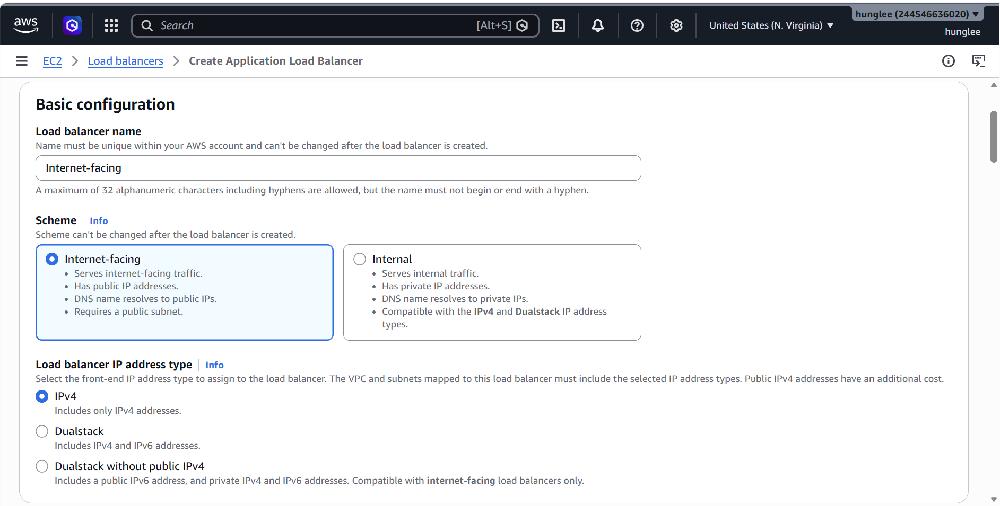 aws
Search
[Alt+S]
United States (N. Virginia)
hunglee (244546636020)
hunglee
EC2
Load balancers
Create Application Load Balancer
Basic configuration
Load balancer name
Name must be unique within your AWS account and can't be changed after the load balancer is created.
Internet-facing
A maximum of 32 alphanumeric characters including hyphens are allowed, but the name must not begin or end with a hyphen.
Scheme
Info
Scheme can't be changed after the load balancer is created.
Internet-facing
• Serves internet-facing traffic.
• Has public IP addresses.
• DNS name resolves to public IPs.
• Requires a public subnet.
Internal
• Serves internal traffic.
• Has private IP addresses.
• DNS name resolves to private IPs.
• Compatible with the IPv4 and Dualstack IP address
types.
Load balancer IP address type
Info
Select the front-end IP address type to assign to the load balancer. The VPC and subnets mapped to this load balancer must include the selected IP address types. Public IPv4 addresses have an additional cost.
IPv4
Includes only IPv4 addresses.
Dualstack
Includes IPv4 and IPv6 addresses.
Dualstack without public IPv4
Includes a public IPv6 address, and private IPv4 and IPv6 addresses. Compatible with internet-facing load balancers only.